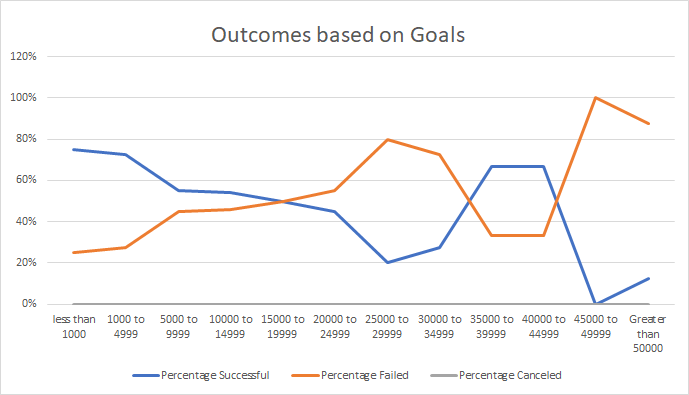 Outcomes based on Goals
120%
100%
80%
60%
40%
20%
0%
less than
1000
1000 to
4999
5000 to
9999
10000 to
14999
15000 to
19999
20000 to
24999
25000 to
29999
30000 to
34999
35000 to
39999
40000 to
44999
45000 to
49999
Greater
than
50000
Percentage Successful
Percentage Failed
Percentage Canceled